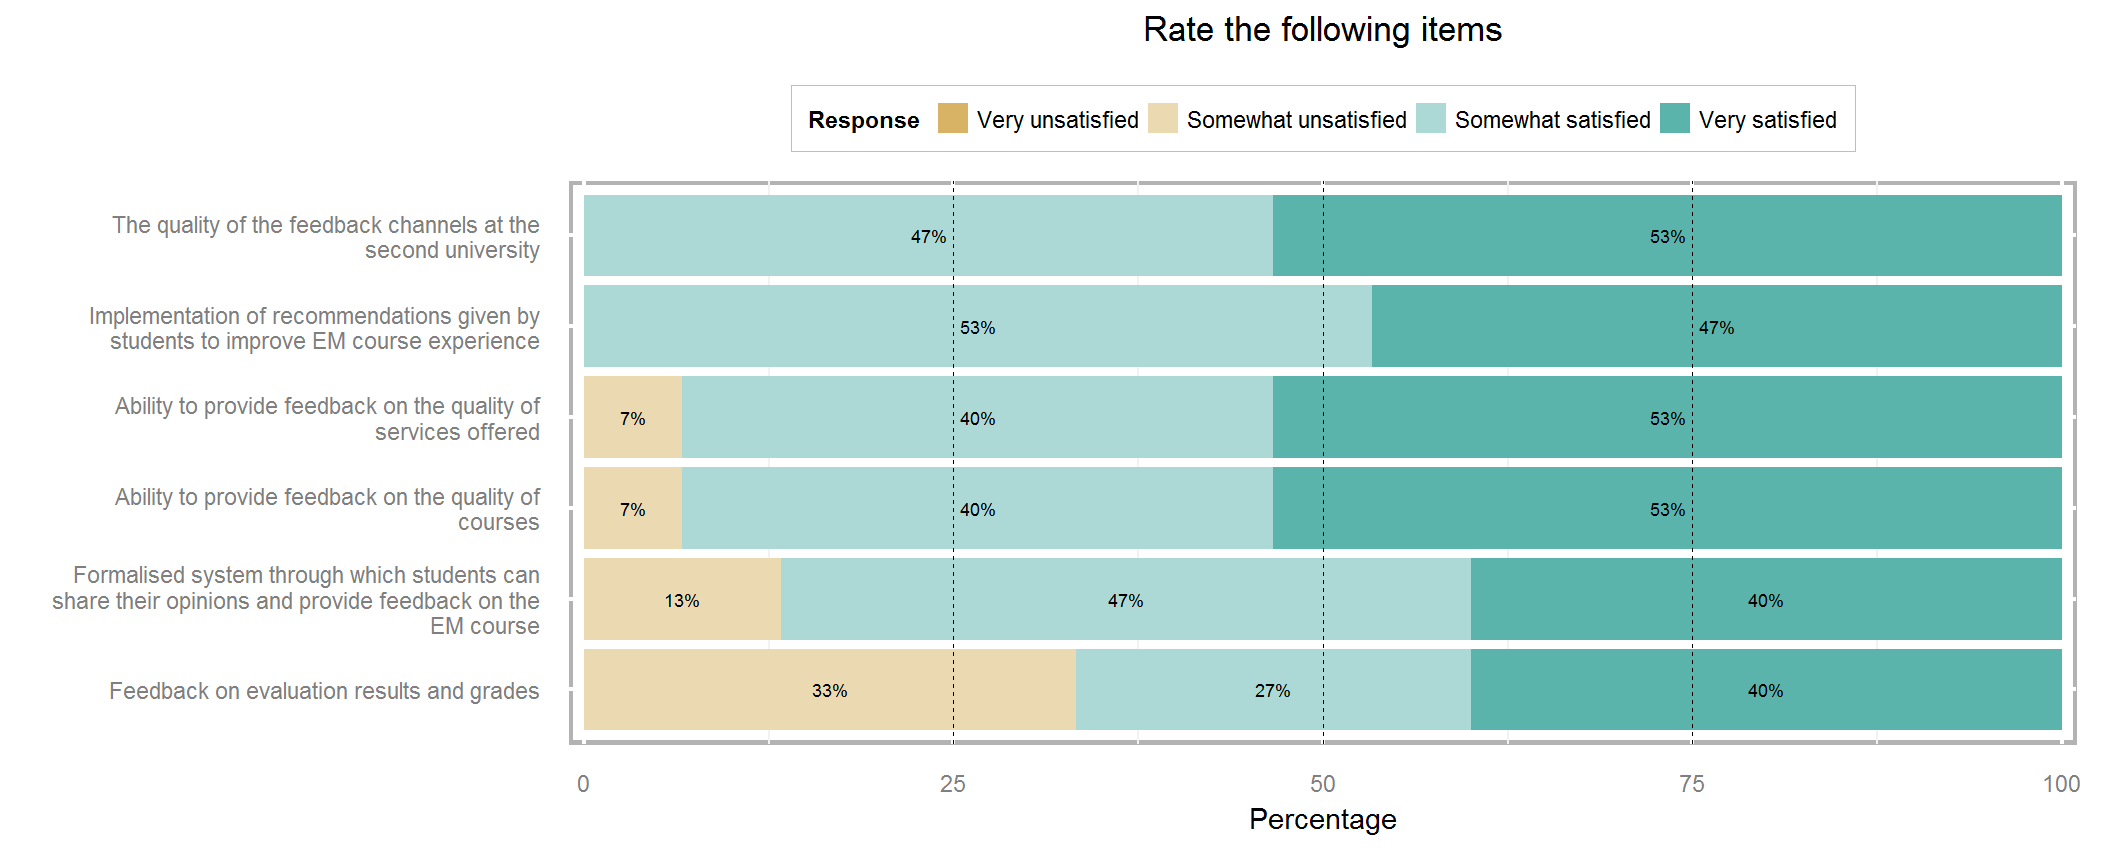 Rate the following items
Response Very unsatisfied Somewhat unsatisfied Somewhat satisfied Very satisfied
The quality of the feedback channels at the
second university
47% 53%
Implementation of recommendations given by
students to improve EM course experience
53% 47%
Ability to provide feedback on the quality of
services offered
7% 40% 53%
Ability to provide feedback on the quality of
courses
7% 40% 53%
Formalised system through which students can
share their opinions and provide feedback on the
EM course
13% 47% 40%
Feedback on evaluation results and grades
33% 27% 40%
0 25 50 75 100
Percentage